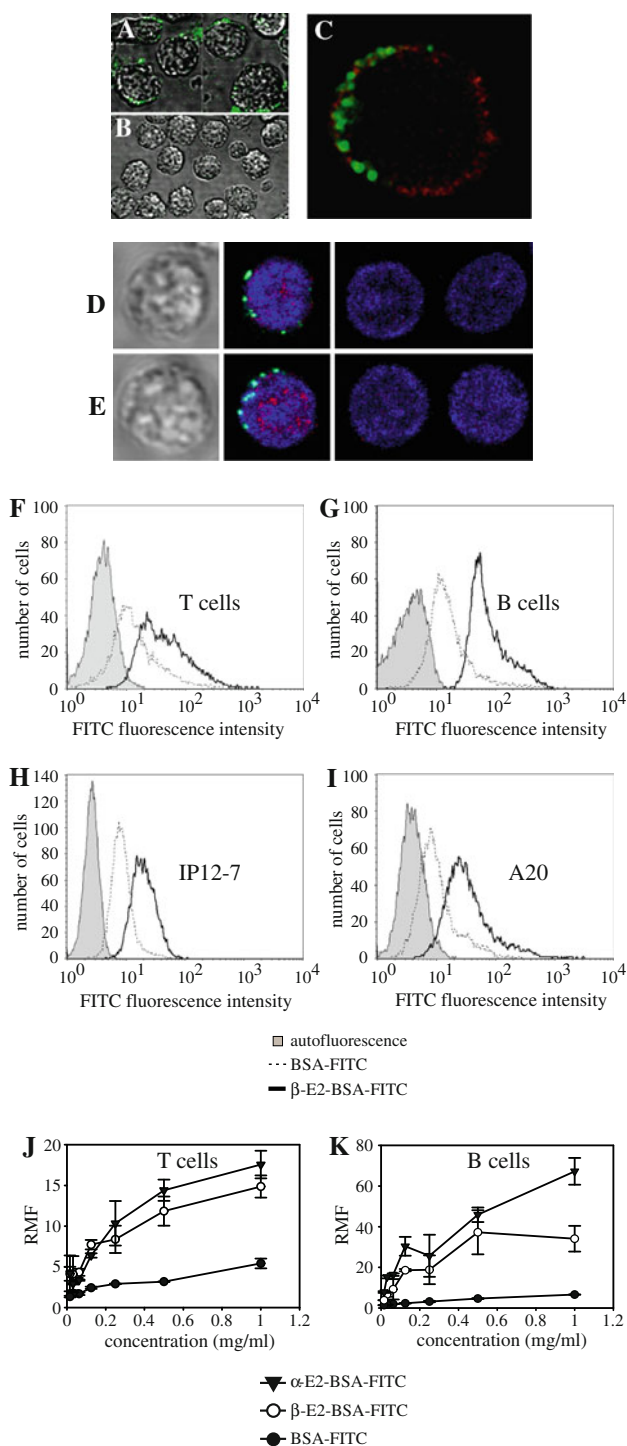 A
B
C
D
E
F
100
80
60
40
20
0
number of cells
T cells
10^0 10^1 10^2 10^3 10^4
FITC fluorescence intensity
G
100
80
60
40
20
0
number of cells
B cells
10^0 10^1 10^2 10^3 10^4
FITC fluorescence intensity
H
140
120
100
80
60
40
20
0
number of cells
IP12-7
10^0 10^1 10^2 10^3 10^4
FITC fluorescence intensity
I
100
80
60
40
20
0
number of cells
A20
10^0 10^1 10^2 10^3 10^4
FITC fluorescence intensity
autofluorescence
BSA-FITC
β-E2-BSA-FITC
J
20
15
10
5
0
RMF
T cells
0 0.2 0.4 0.6 0.8 1 1.2
concentration (mg/ml)
K
80
60
40
20
0
RMF
B cells
0 0.2 0.4 0.6 0.8 1 1.2
concentration (mg/ml)
α-E2-BSA-FITC
β-E2-BSA-FITC
BSA-FITC